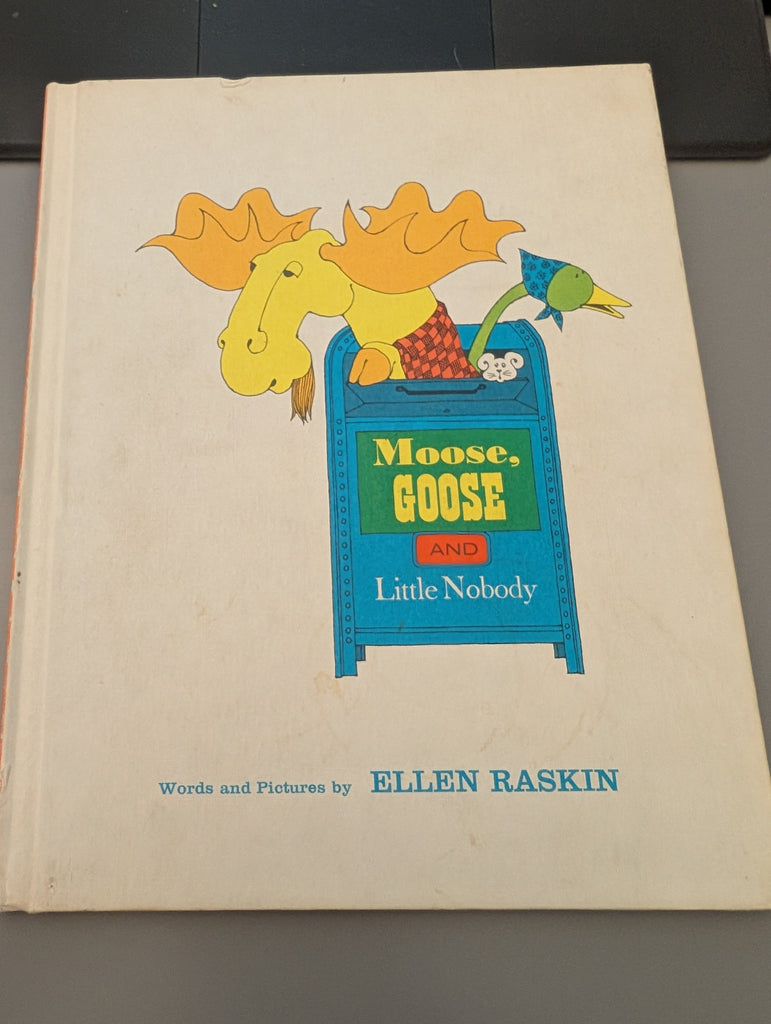 Moose,
GOOSE
AND
Little Nobody
Words and Pictures by ELLEN RASKIN